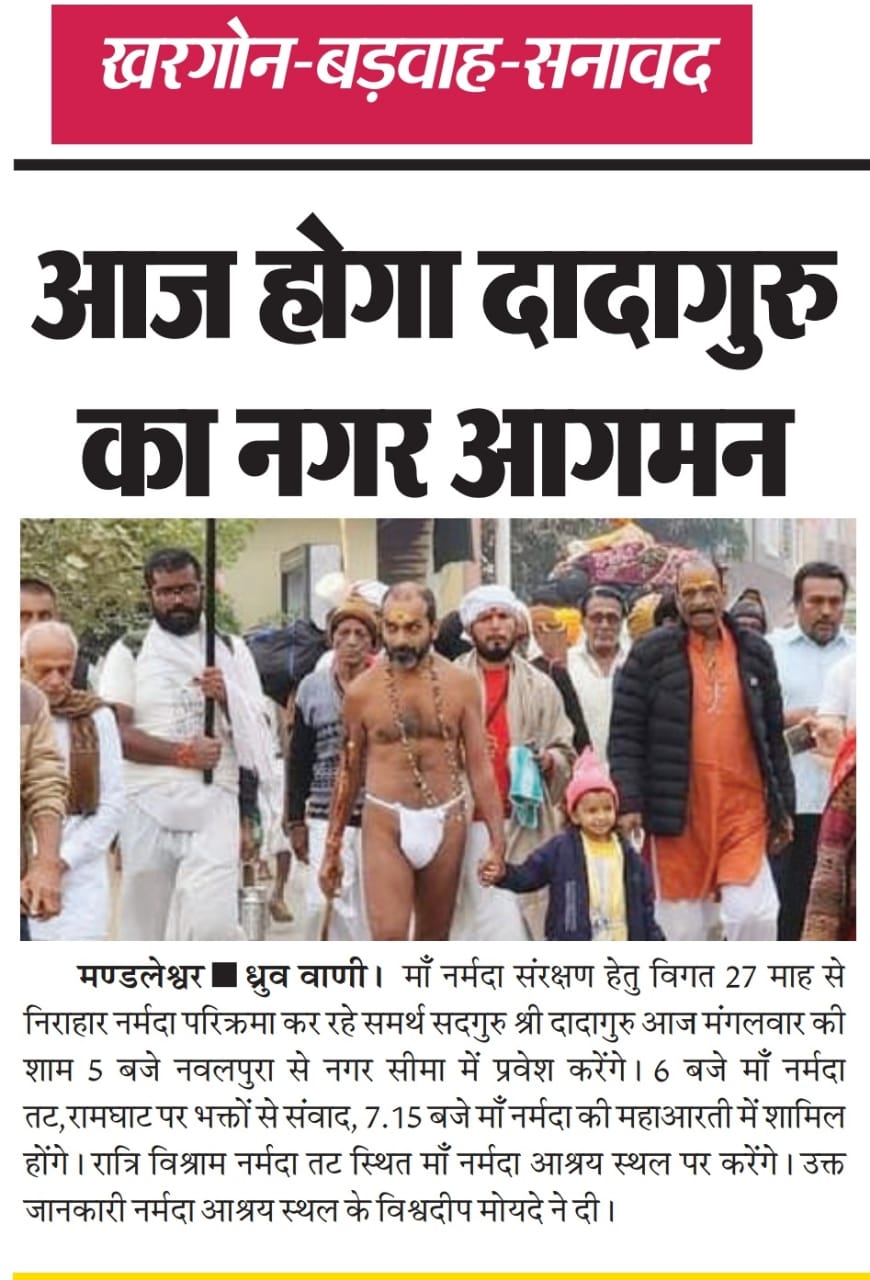 खरगोन-बड़वाह-सनावद
आज होगा दादागुरु
का नगर आगमन
मण्डलेश्वर ■ ध्रुव वाणी। माँ नर्मदा संरक्षण हेतु विगत 27 माह से
निराहार नर्मदा परिक्रमा कर रहे समर्थ सदगुरु श्री दादागुरु आज मंगलवार की
शाम 5 बजे नवलपुरा से नगर सीमा में प्रवेश करेंगे। 6 बजे माँ नर्मदा
तट,रामघाट पर भक्तों से संवाद, 7.15 बजे माँ नर्मदा की महाआरती में शामिल
होंगे। रात्रि विश्राम नर्मदा तट स्थित माँ नर्मदा आश्रय स्थल पर करेंगे। उक्त
जानकारी नर्मदा आश्रय स्थल के विश्वदीप मोयदे ने दी।